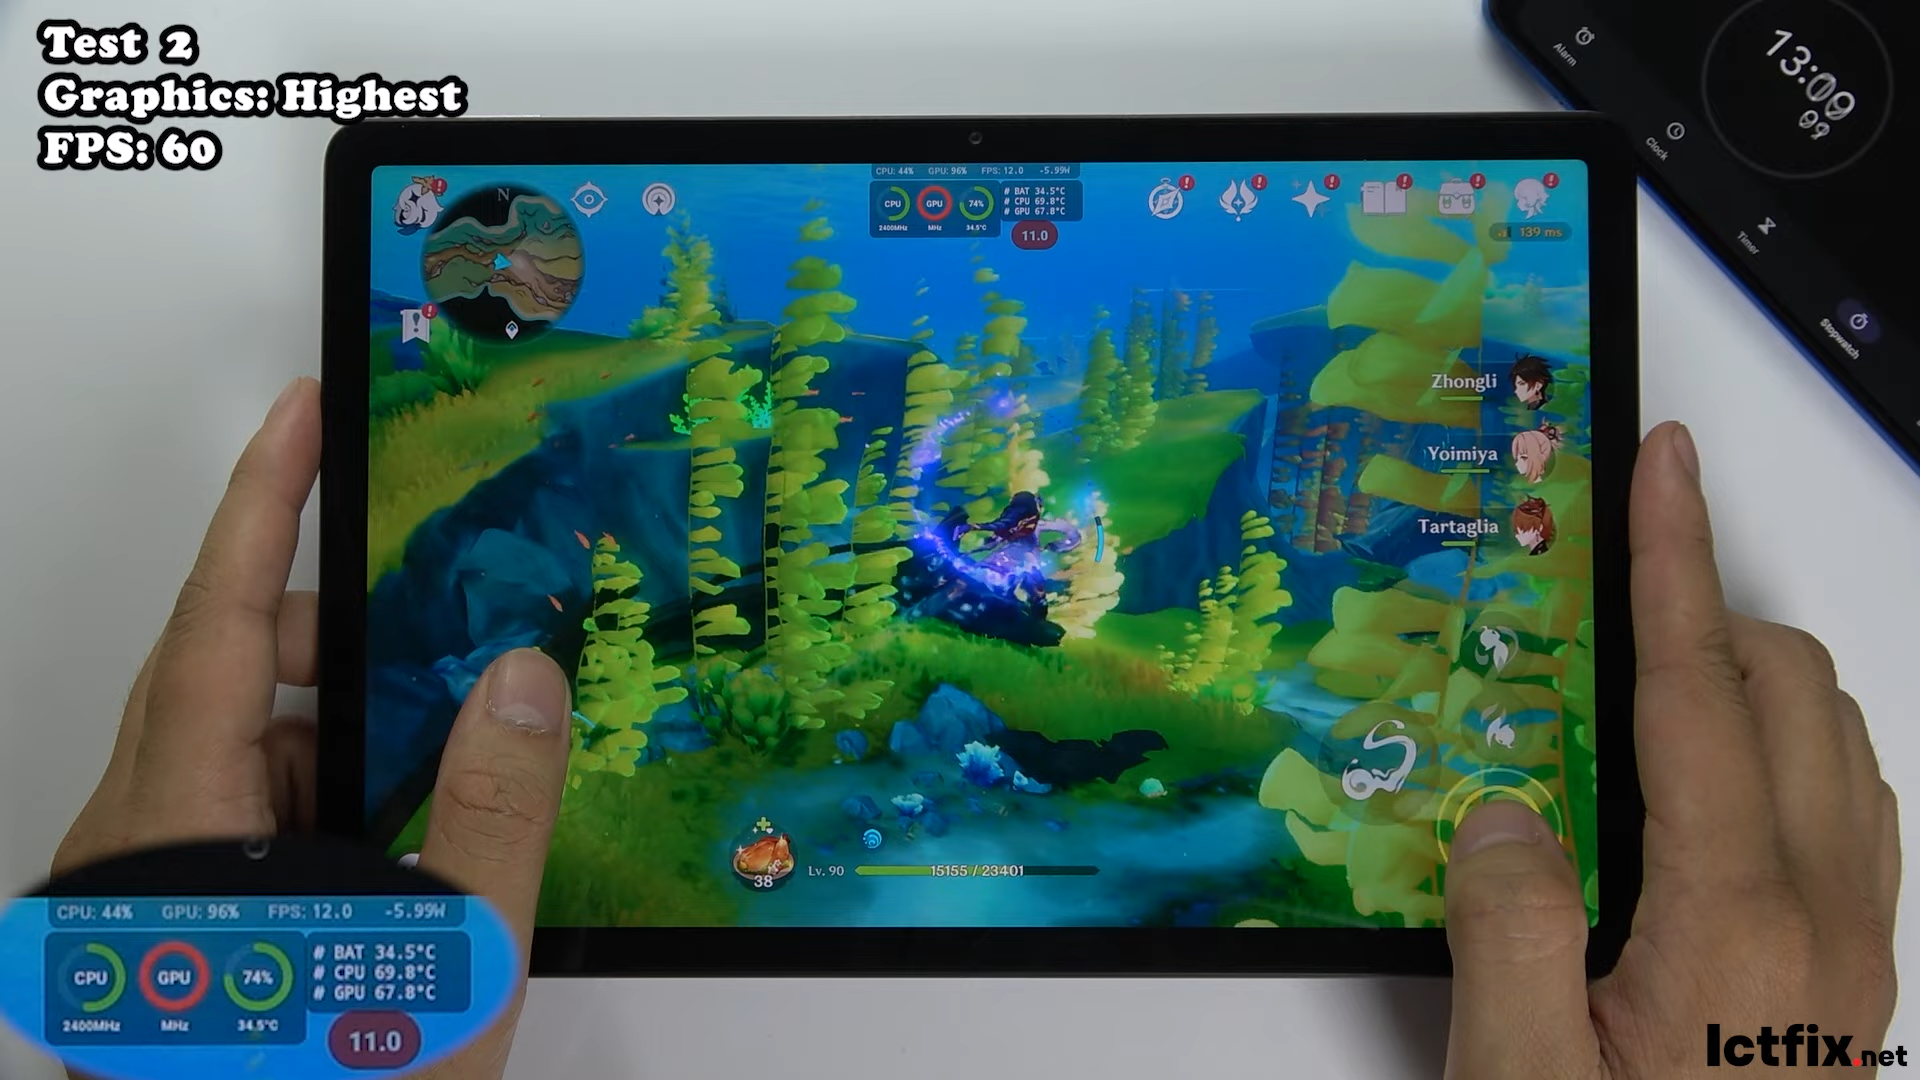 Test 2
Graphics: Highest
FPS: 60
13:09
09
Alarm
Clock
Timer
Stopwatch
N
CPU: 44% GPU: 96% FPS: 12.0 -5.99W
CPU GPU 74%
2400MHz MHz 34.5°C
# BAT 34.5°C
# CPU 69.8°C
# GPU 67.8°C
11.0
139 ms
Zhongli
Yoimiya
Tartaglia
38
Lv. 90
15155 / 23401
CPU: 44% GPU: 96% FPS: 12.0 -5.99W
CPU GPU 74%
2400MHz MHz 34.5°C
# BAT 34.5°C
# CPU 69.8°C
# GPU 67.8°C
11.0
Ictfix.net